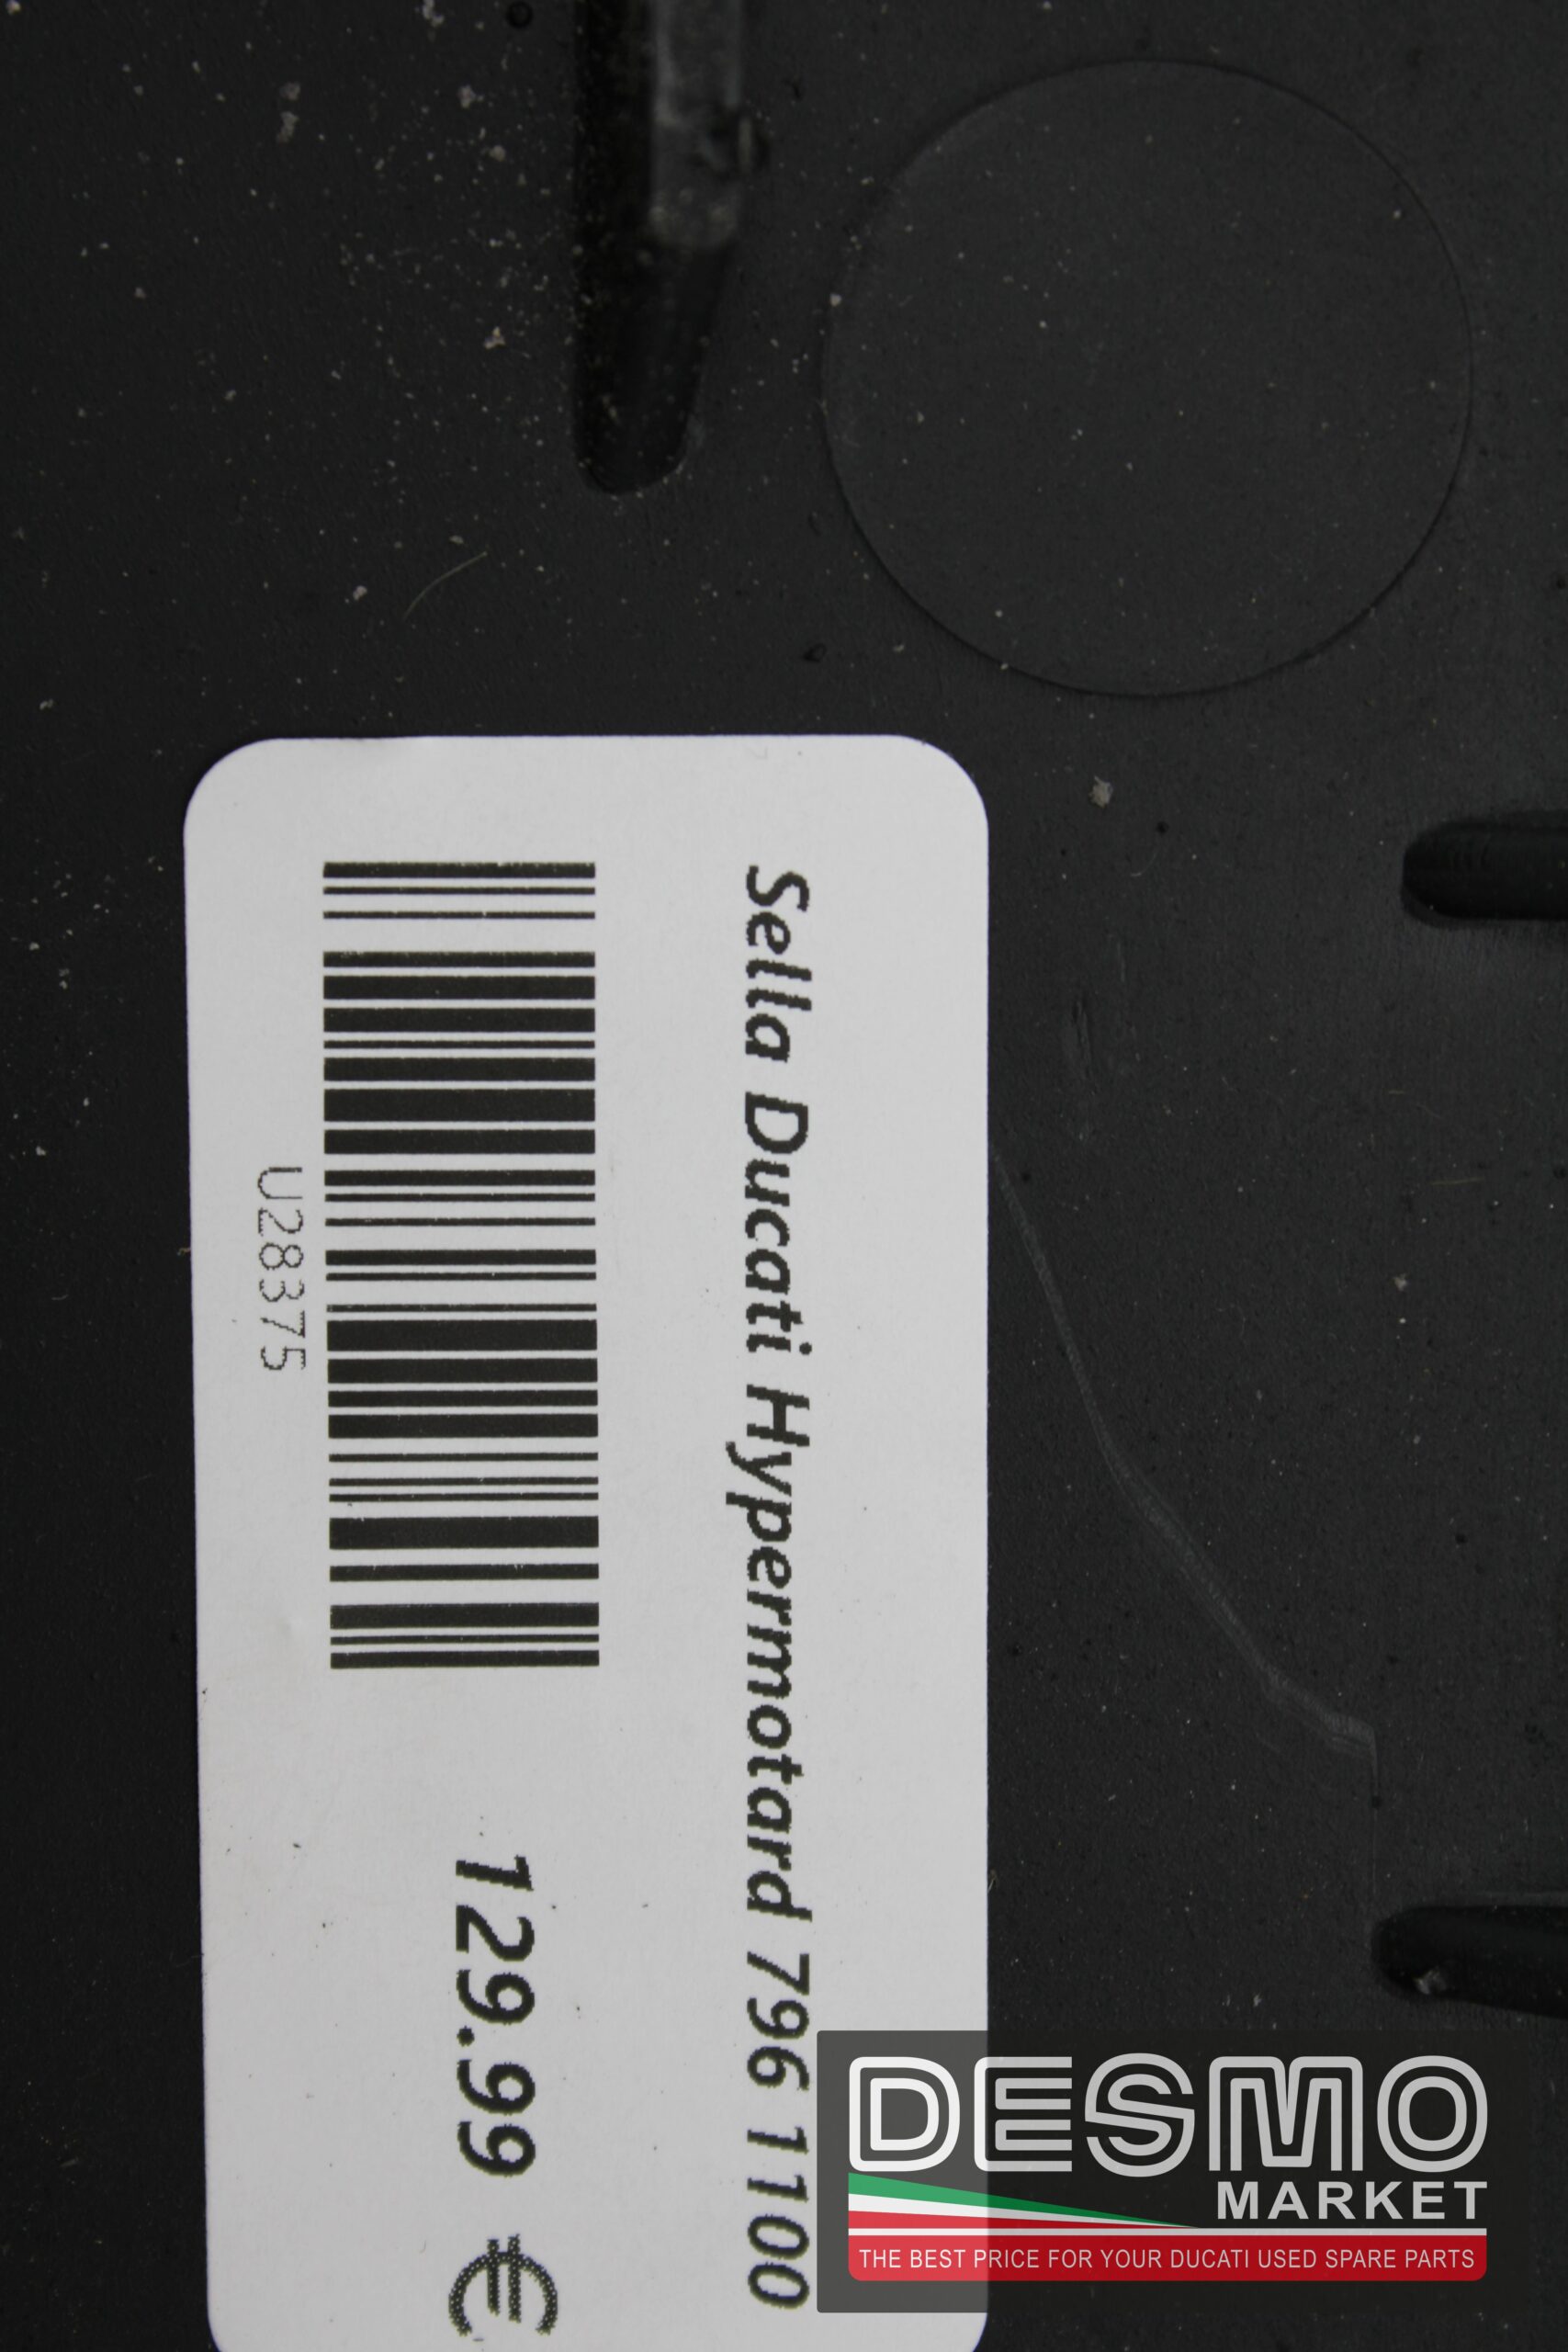 Sella Ducati Hypermotard 796 1100
U28375
129.99 €
DESMO
MARKET
THE BEST PRICE FOR YOUR DUCATI USED SPARE PARTS